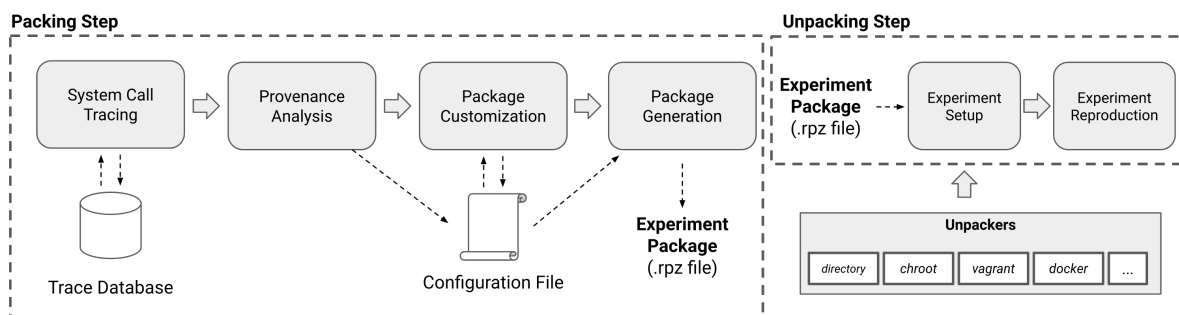 Packing Step
System Call
Tracing
Provenance
Analysis
Package
Customization
Package
Generation
Trace Database
Configuration File
Experiment
Package
(.rpz file)
Unpacking Step
Experiment
Package
(.rpz file)
Experiment
Setup
Experiment
Reproduction
Unpackers
directory
chroot
vagrant
docker
...